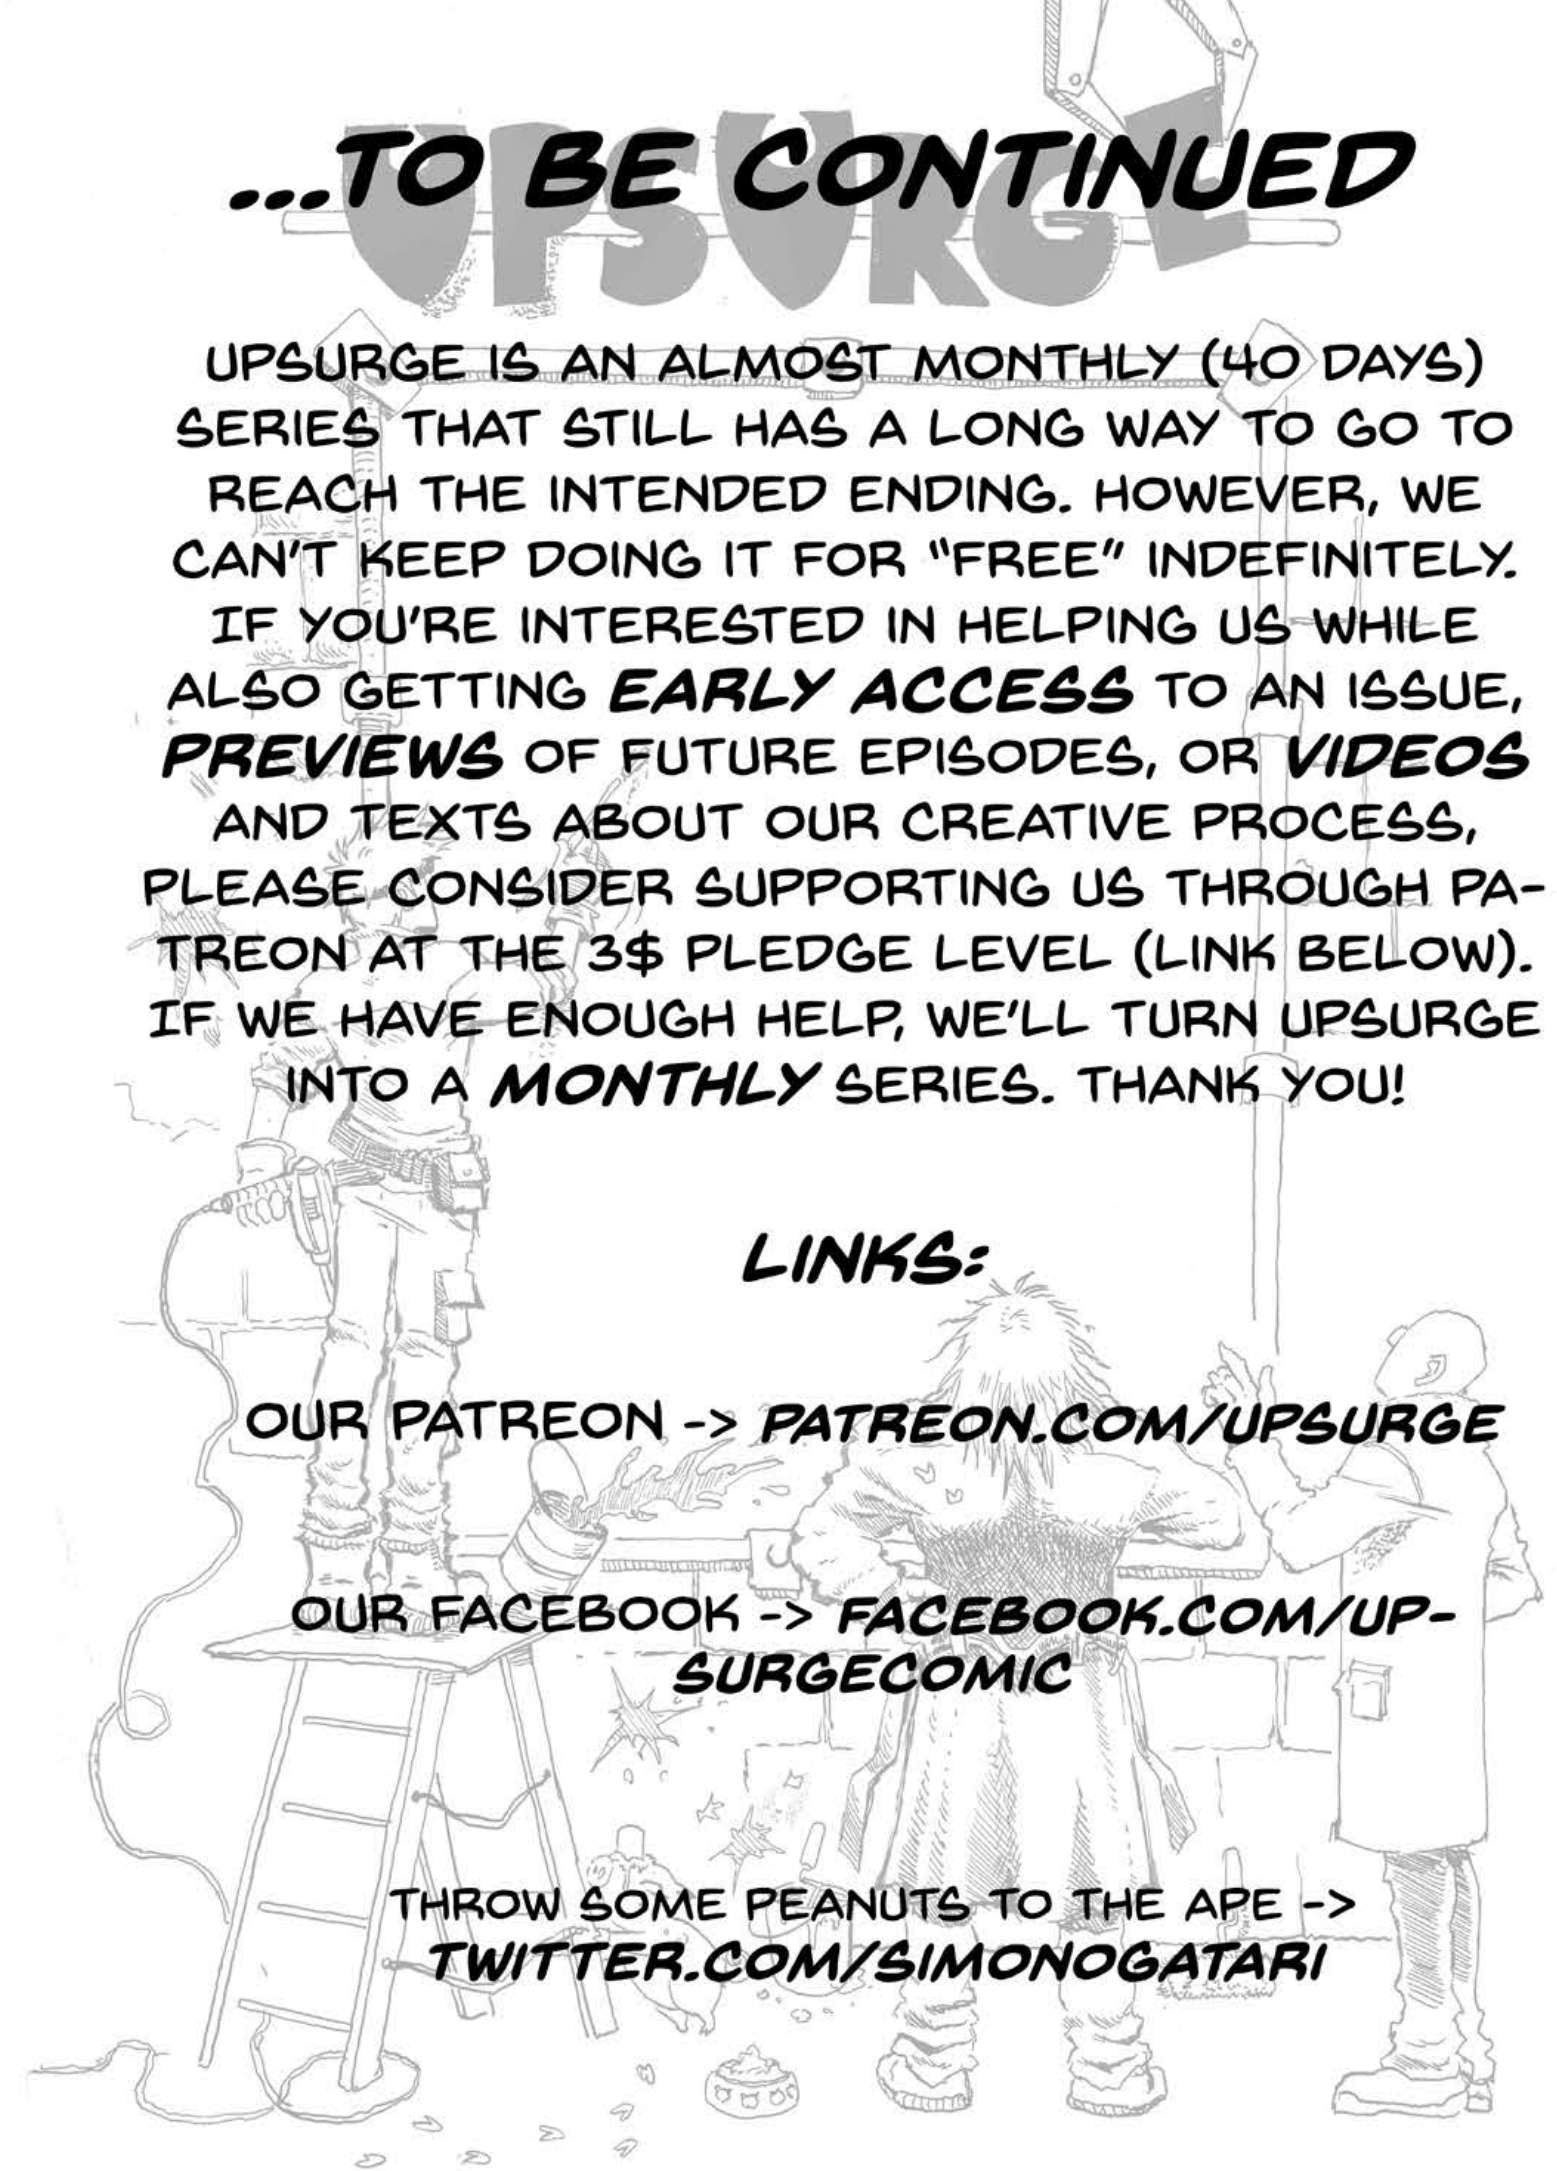 ...TO BE CONTINUED
UPSURGE
UPSURGE IS AN ALMOST MONTHLY (40 DAYS)
SERIES THAT STILL HAS A LONG WAY TO GO TO
REACH THE INTENDED ENDING. HOWEVER, WE
CAN'T KEEP DOING IT FOR "FREE" INDEFINITELY.
IF YOU'RE INTERESTED IN HELPING US WHILE
ALSO GETTING EARLY ACCESS TO AN ISSUE,
PREVIEWS OF FUTURE EPISODES, OR VIDEOS
AND TEXTS ABOUT OUR CREATIVE PROCESS,
PLEASE CONSIDER SUPPORTING US THROUGH PA-
TREON AT THE 3$ PLEDGE LEVEL (LINK BELOW).
IF WE HAVE ENOUGH HELP, WE'LL TURN UPSURGE
INTO A MONTHLY SERIES. THANK YOU!
LINKS:
OUR PATREON -> PATREON.COM/UPSURGE
OUR FACEBOOK -> FACEBOOK.COM/UP-
SURGECOMIC
THROW SOME PEANUTS TO THE APE ->
TWITTER.COM/SIMONOGATARI